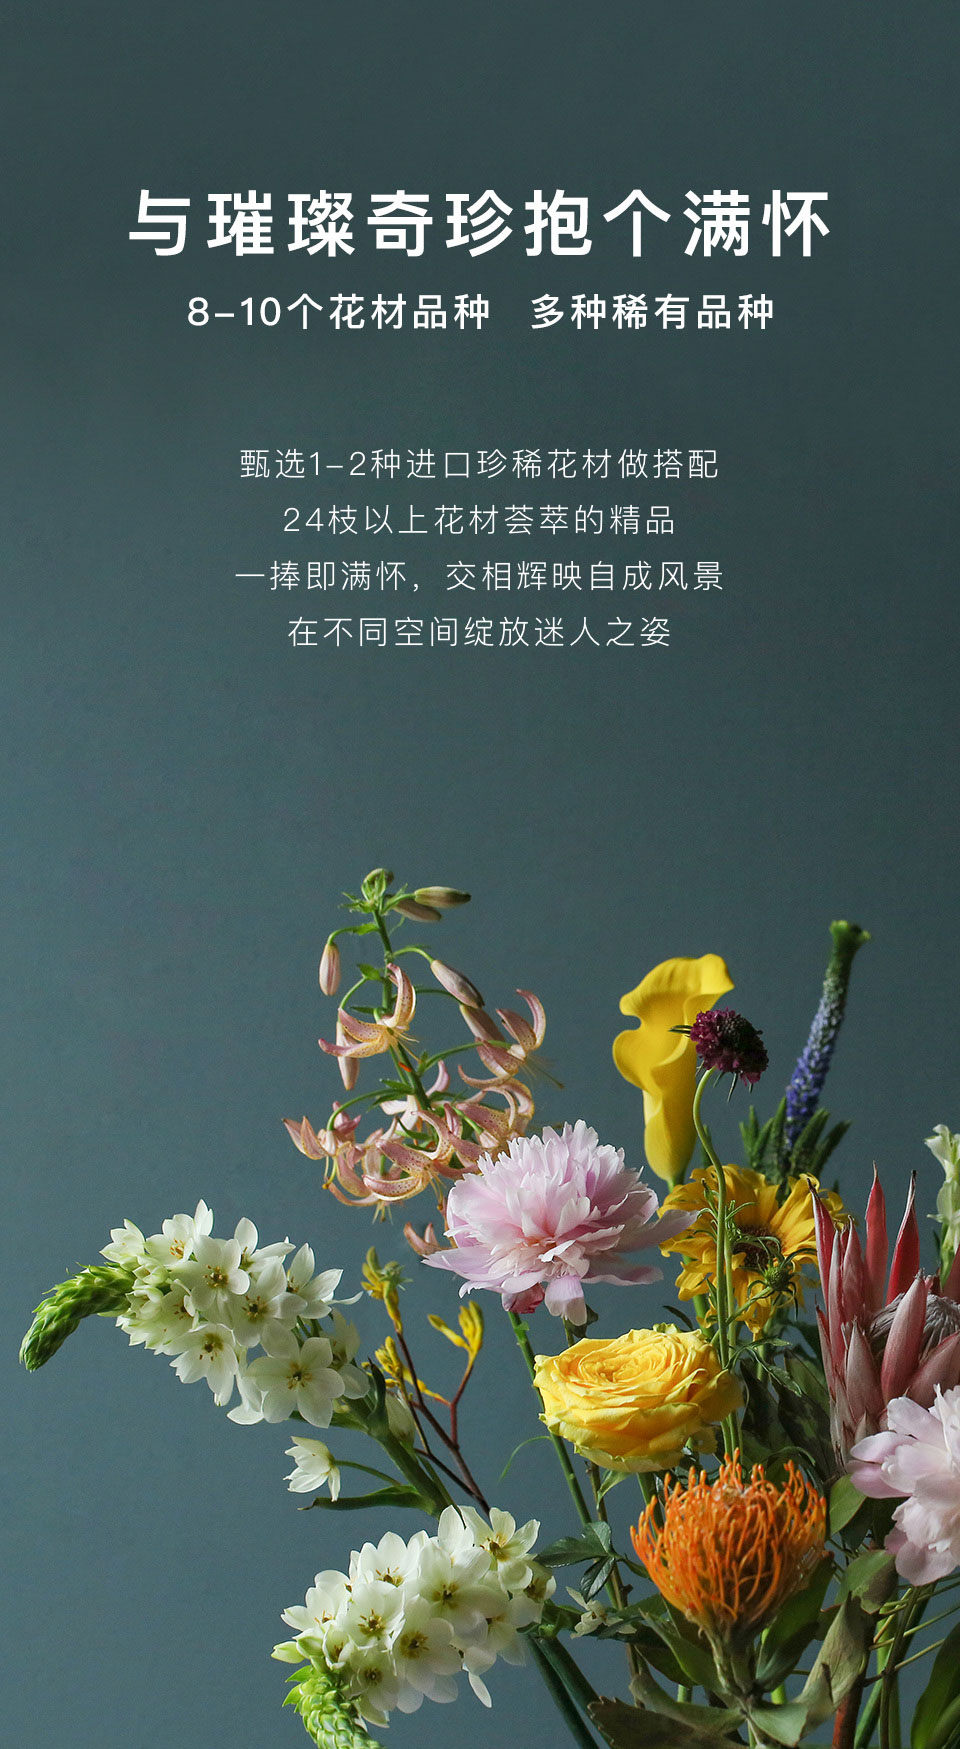 与璀璨奇珍抱个满怀
8-10个花材品种 多种稀有品种
甄选1-2种进口珍稀花材做搭配
24枝以上花材荟萃的精品
一捧即满怀，交相辉映自成风景
在不同空间绽放迷人之姿